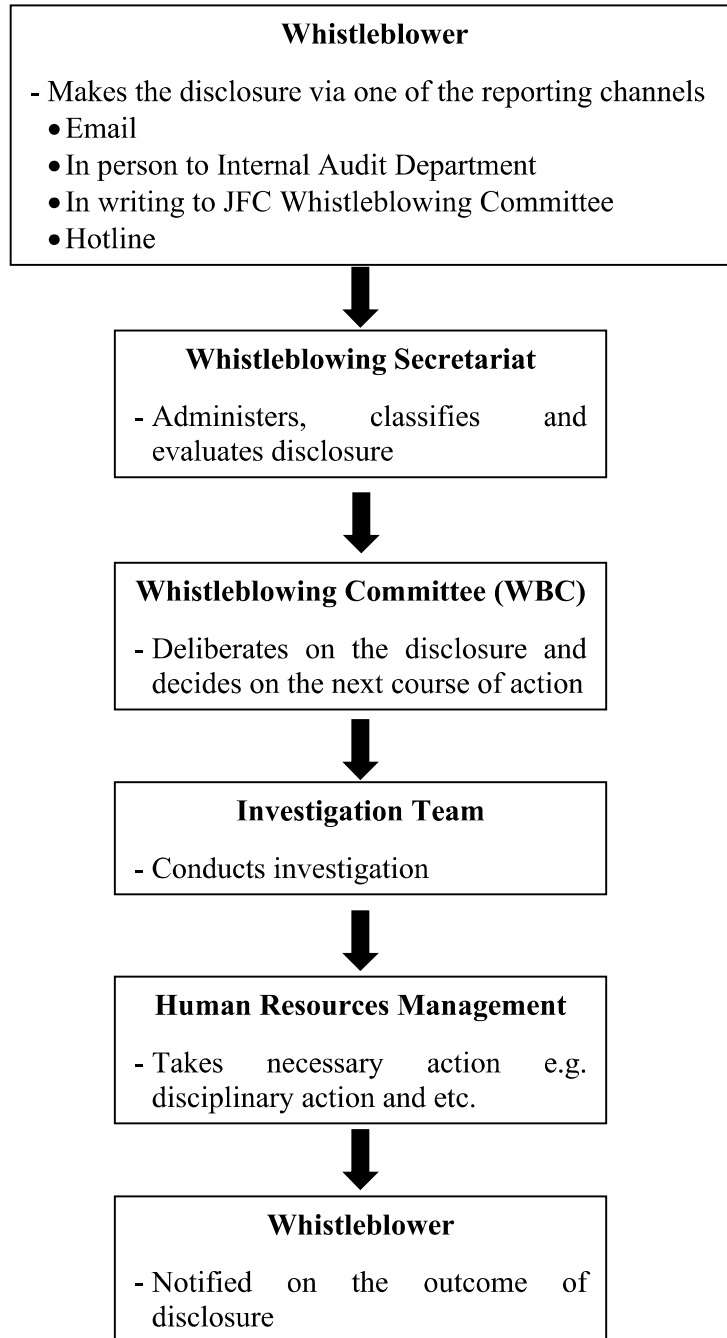 Whistleblower
- Makes the disclosure via one of the reporting channels
• Email
• In person to Internal Audit Department
• In writing to JFC Whistleblowing Committee
• Hotline
Whistleblowing Secretariat
- Administers, classifies and
evaluates disclosure
Whistleblowing Committee (WBC)
- Deliberates on the disclosure and
decides on the next course of action
Investigation Team
- Conducts investigation
Human Resources Management
- Takes necessary action e.g.
disciplinary action and etc.
Whistleblower
- Notified on the outcome of
disclosure